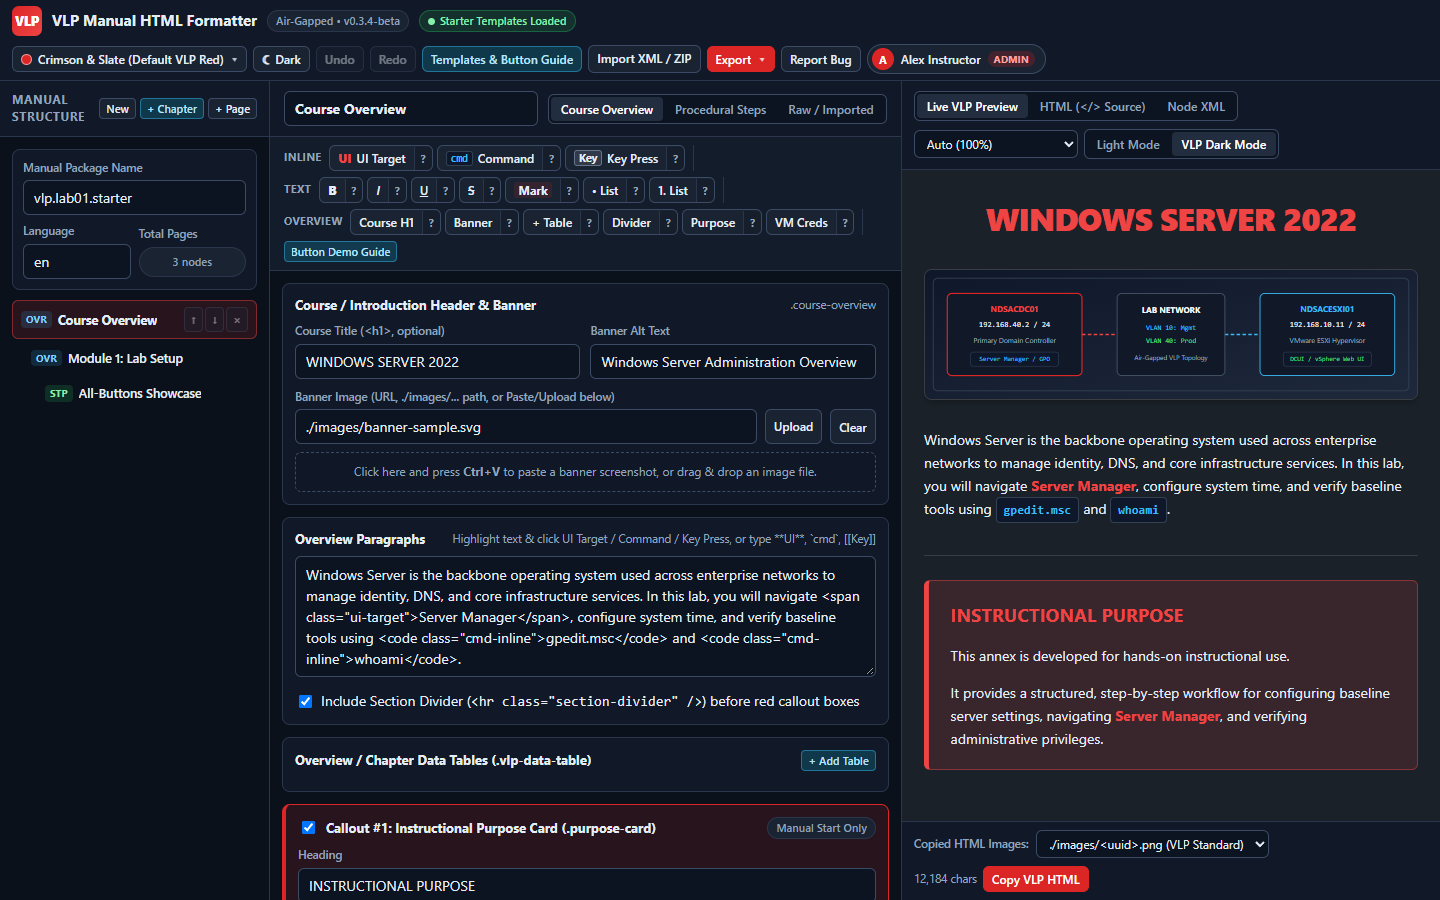 VLP VLP Manual HTML Formatter Air-Gapped • v0.3.4-beta Starter Templates Loaded
Crimson & Slate (Default VLP Red) Dark Undo Redo Templates & Button Guide Import XML / ZIP Export Report Bug A Alex Instructor ADMIN
MANUAL STRUCTURE New + Chapter + Page
Manual Package Name
vlp.lab01.starter
Language Total Pages
en 3 nodes
OVR Course Overview ↑ ↓ ×
OVR Module 1: Lab Setup
STP All-Buttons Showcase
Course Overview Course Overview Procedural Steps Raw / Imported
INLINE UI UI Target ? cmd Command ? Key Key Press ?
TEXT B ? I ? U ? S ? Mark ? • List ? 1. List ?
OVERVIEW Course H1 ? Banner ? + Table ? Divider ? Purpose ? VM Creds ?
Button Demo Guide
Course / Introduction Header & Banner .course-overview
Course Title (<h1>, optional) Banner Alt Text
WINDOWS SERVER 2022 Windows Server Administration Overview
Banner Image (URL, ./images/... path, or Paste/Upload below)
./images/banner-sample.svg Upload Clear
Click here and press Ctrl+V to paste a banner screenshot, or drag & drop an image file.
Overview Paragraphs Highlight text & click UI Target / Command / Key Press, or type **UI**, `cmd`, [[Key]]
Windows Server is the backbone operating system used across enterprise networks to
manage identity, DNS, and core infrastructure services. In this lab, you will navigate <span
class="ui-target">Server Manager</span>, configure system time, and verify baseline
tools using <code class="cmd-inline">gpedit.msc</code> and <code class="cmd-
inline">whoami</code>.
Include Section Divider (<hr class="section-divider" />) before red callout boxes
Overview / Chapter Data Tables (.vlp-data-table) + Add Table
Callout #1: Instructional Purpose Card (.purpose-card) Manual Start Only
Heading
INSTRUCTIONAL PURPOSE
Live VLP Preview HTML (</> Source) Node XML
Auto (100%) Light Mode VLP Dark Mode
WINDOWS SERVER 2022
NDSACDC01
192.168.40.2 / 24
Primary Domain Controller
Server Manager / GPO
LAB NETWORK
VLAN 10: Mgmt
VLAN 40: Prod
Air-Gapped VLP Topology
NDSACESXI01
192.168.10.11 / 24
VMware ESXi Hypervisor
DCUI / vSphere Web UI
Windows Server is the backbone operating system used across enterprise
networks to manage identity, DNS, and core infrastructure services. In this lab,
you will navigate Server Manager, configure system time, and verify baseline
tools using gpedit.msc and whoami.
INSTRUCTIONAL PURPOSE
This annex is developed for hands-on instructional use.
It provides a structured, step-by-step workflow for configuring baseline
server settings, navigating Server Manager, and verifying
administrative privileges.
Copied HTML Images: ./images/<uuid>.png (VLP Standard)
12,184 chars Copy VLP HTML